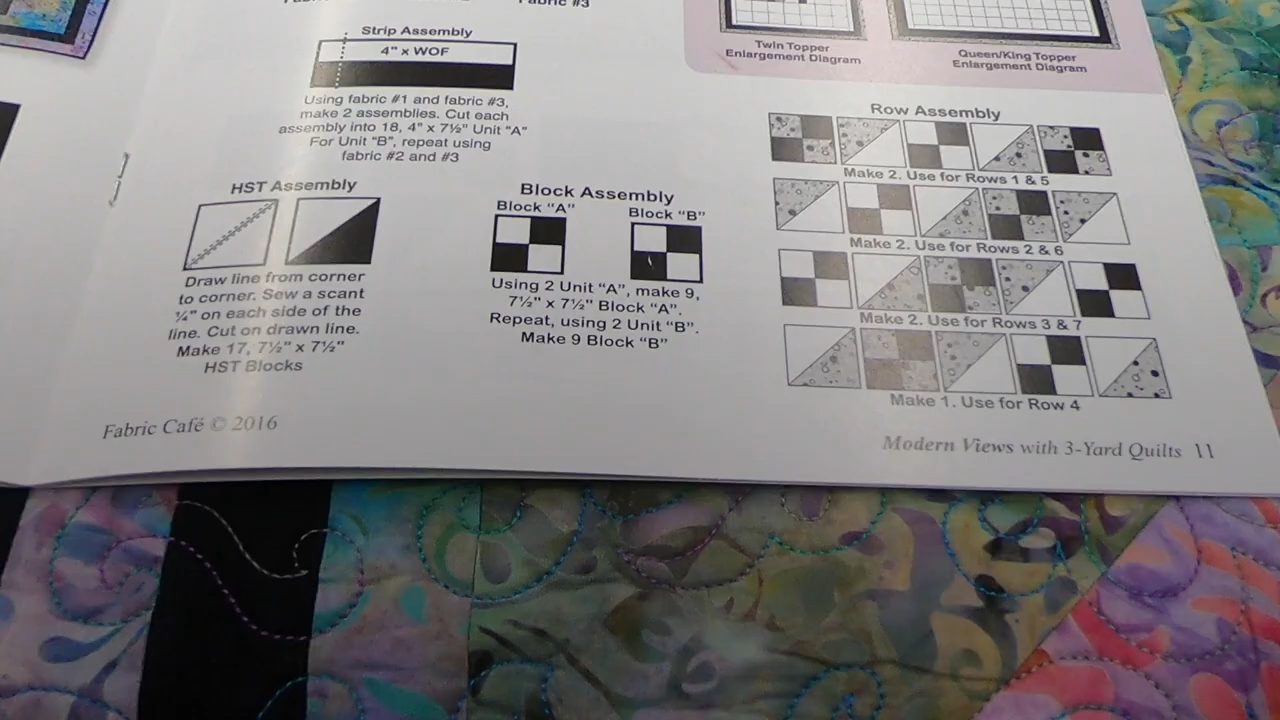 Fabric #3
Strip Assembly
4" x WOF
Using fabric #1 and fabric #3,
make 2 assemblies. Cut each
assembly into 18, 4" x 7½" Unit "A"
For Unit "B", repeat using
fabric #2 and #3
HST Assembly
Draw line from corner
to corner. Sew a scant
¼" on each side of the
line. Cut on drawn line.
Make 17, 7½" x 7½"
HST Blocks
Block Assembly
Block "A"
Block "B"
Using 2 Unit "A", make 9,
7½" x 7½" Block "A".
Repeat, using 2 Unit "B".
Make 9 Block "B"
Twin Topper
Enlargement Diagram
Queen/King Topper
Enlargement Diagram
Row Assembly
Make 2. Use for Rows 1 & 5
Make 2. Use for Rows 2 & 6
Make 2. Use for Rows 3 & 7
Make 1. Use for Row 4
Fabric Café © 2016
Modern Views with 3-Yard Quilts 11